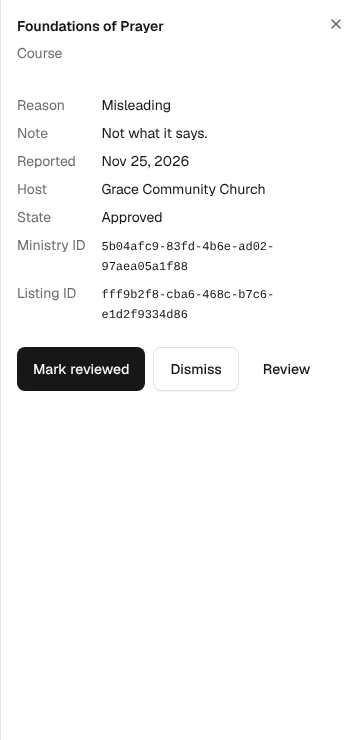 Foundations of Prayer
Course
Reason Misleading
Note Not what it says.
Reported Nov 25, 2026
Host Grace Community Church
State Approved
Ministry ID 5b04afc9-83fd-4b6e-ad02-
97aea05a1f88
Listing ID fff9b2f8-cba6-468c-b7c6-
e1d2f9334d86
Mark reviewed Dismiss Review